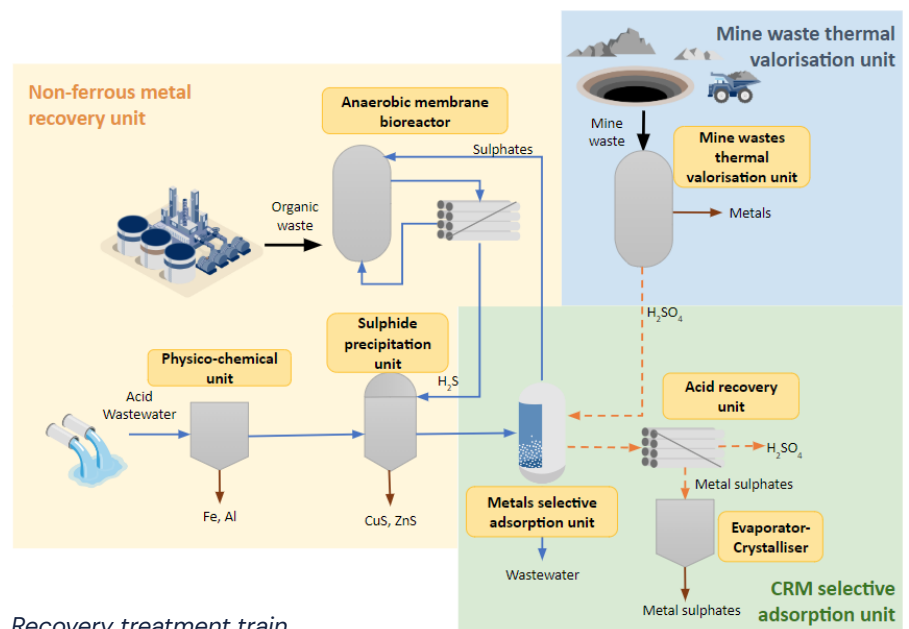 Mine waste thermal
valorisation unit
Non-ferrous metal
recovery unit
Anaerobic membrane
bioreactor
Mine
waste
Mine wastes
thermal
valorisation unit
Sulphates
Organic
waste
Metals
H₂SO₄
Sulphide
precipitation
unit
Physico-chemical
unit
H₂S
Acid recovery
unit
Acid
Wastewater
H₂SO₄
Metal sulphates
Fe, Al
CuS, ZnS
Metals selective
adsorption unit
Evaporator-
Crystalliser
Wastewater
CRM selective
adsorption unit
Metal sulphates
Recovery treatment train